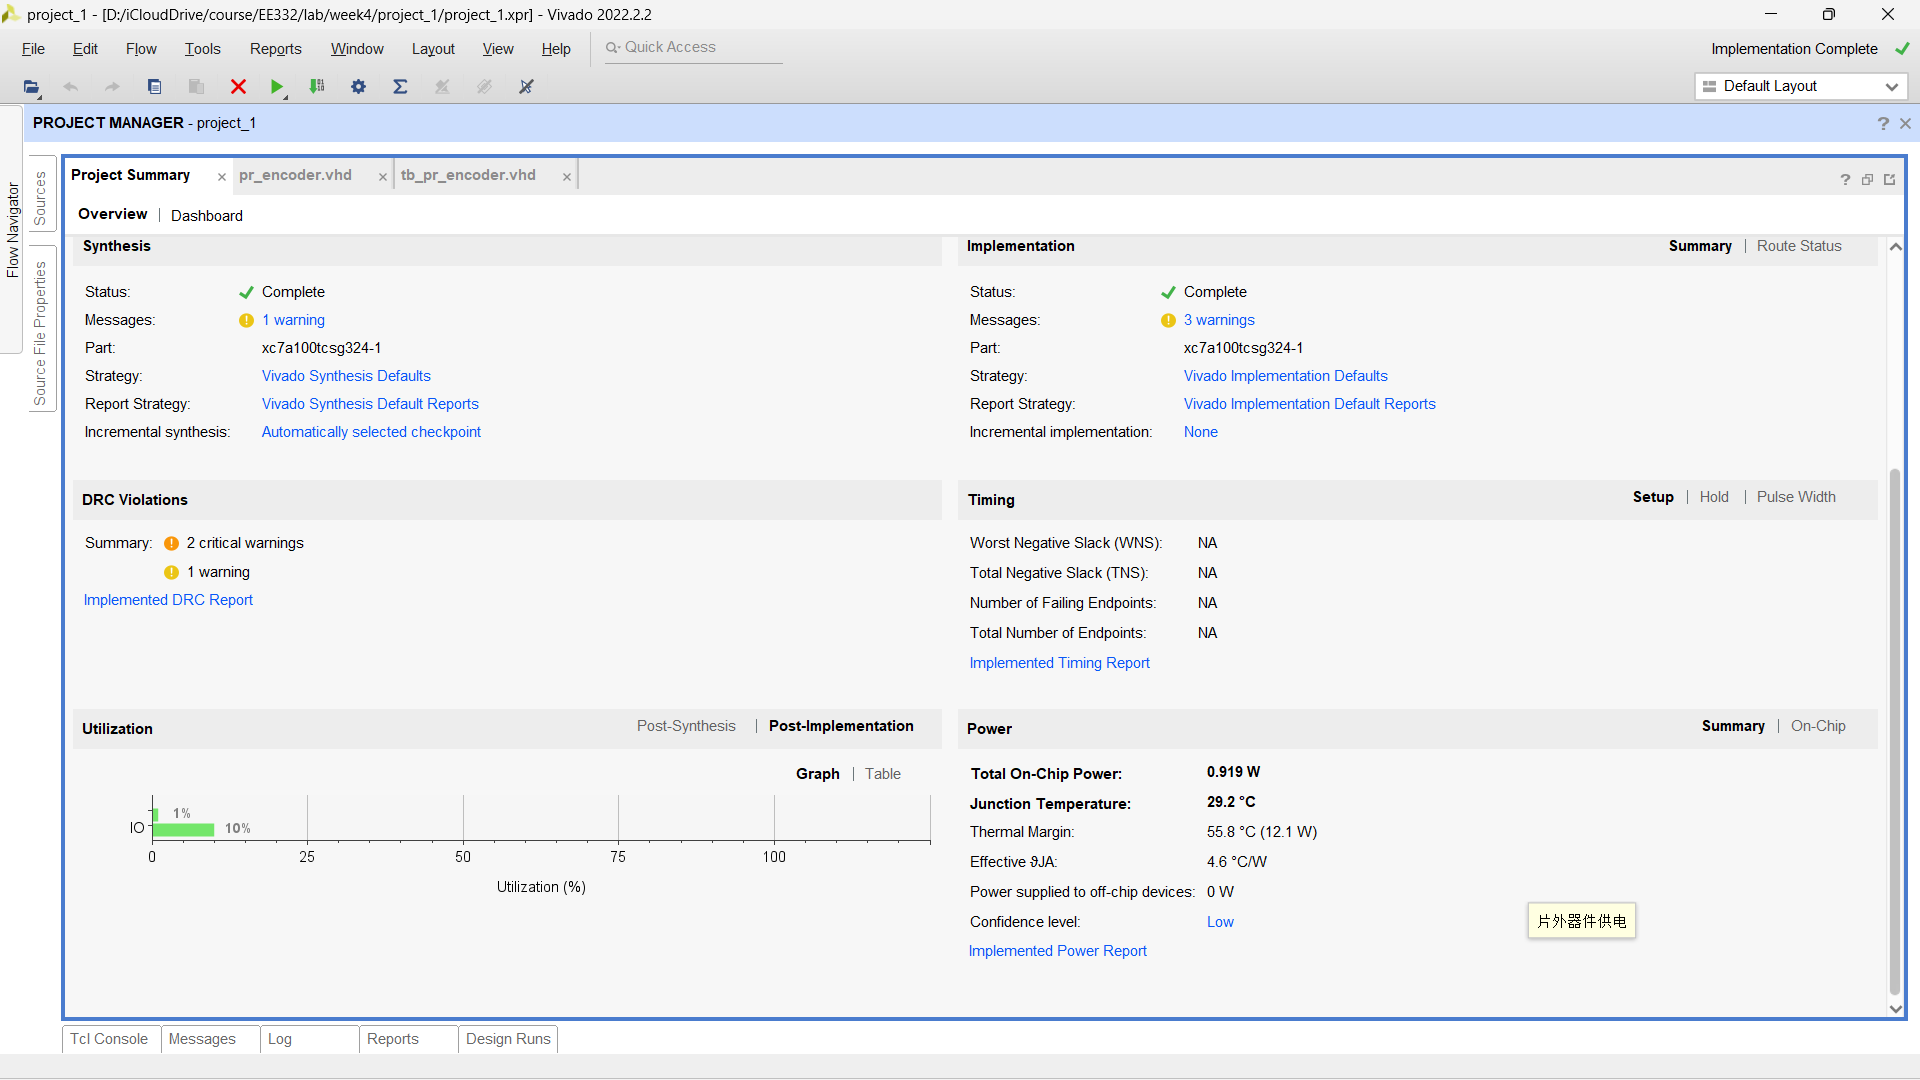 project_1 - [D:/iCloudDrive/course/EE332/lab/week4/project_1/project_1.xpr] - Vivado 2022.2.2
File Edit Flow Tools Reports Window Layout View Help Quick Access
Implementation Complete
Default Layout
PROJECT MANAGER - project_1
Flow Navigator
Sources
Source File Properties
Project Summary pr_encoder.vhd tb_pr_encoder.vhd
Overview | Dashboard
Synthesis
Status: Complete
Messages: 1 warning
Part: xc7a100tcsg324-1
Strategy: Vivado Synthesis Defaults
Report Strategy: Vivado Synthesis Default Reports
Incremental synthesis: Automatically selected checkpoint
Implementation Summary | Route Status
Status: Complete
Messages: 3 warnings
Part: xc7a100tcsg324-1
Strategy: Vivado Implementation Defaults
Report Strategy: Vivado Implementation Default Reports
Incremental implementation: None
DRC Violations
Summary: 2 critical warnings
1 warning
Implemented DRC Report
Timing Setup | Hold | Pulse Width
Worst Negative Slack (WNS): NA
Total Negative Slack (TNS): NA
Number of Failing Endpoints: NA
Total Number of Endpoints: NA
Implemented Timing Report
Utilization Post-Synthesis | Post-Implementation
Graph | Table
1%
IO 10%
0 25 50 75 100
Utilization (%)
Power Summary | On-Chip
Total On-Chip Power: 0.919 W
Junction Temperature: 29.2 °C
Thermal Margin: 55.8 °C (12.1 W)
Effective ϑJA: 4.6 °C/W
Power supplied to off-chip devices: 0 W
Confidence level: Low
Implemented Power Report
片外器件供电
Tcl Console Messages Log Reports Design Runs